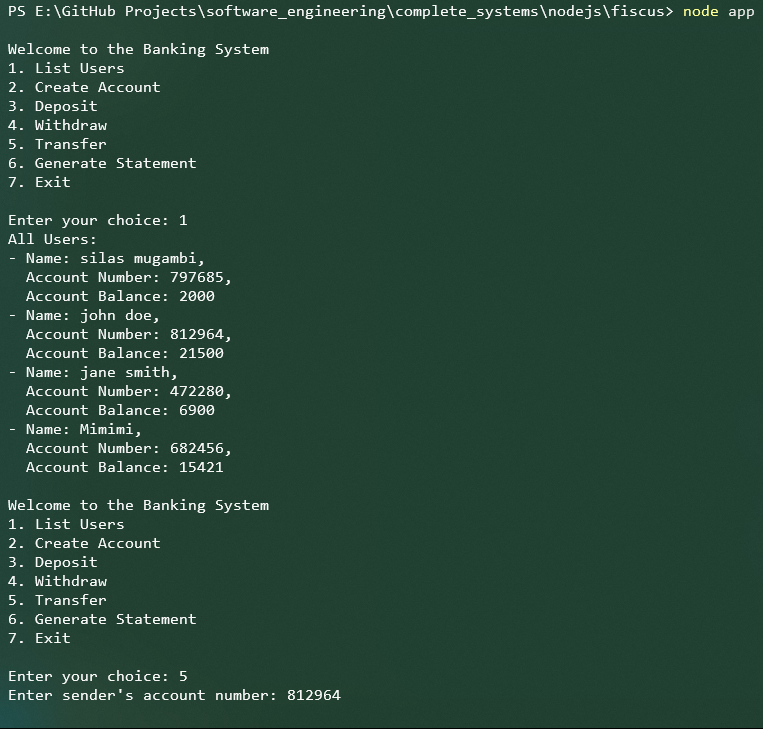 PS E:\GitHub Projects\software_engineering\complete_systems\nodejs\fiscus> node app
Welcome to the Banking System
1. List Users
2. Create Account
3. Deposit
4. Withdraw
5. Transfer
6. Generate Statement
7. Exit
Enter your choice: 1
All Users:
- Name: silas mugambi,
Account Number: 797685,
Account Balance: 2000
- Name: john doe,
Account Number: 812964,
Account Balance: 21500
- Name: jane smith,
Account Number: 472280,
Account Balance: 6900
- Name: Mimimi,
Account Number: 682456,
Account Balance: 15421
Welcome to the Banking System
1. List Users
2. Create Account
3. Deposit
4. Withdraw
5. Transfer
6. Generate Statement
7. Exit
Enter your choice: 5
Enter sender's account number: 812964